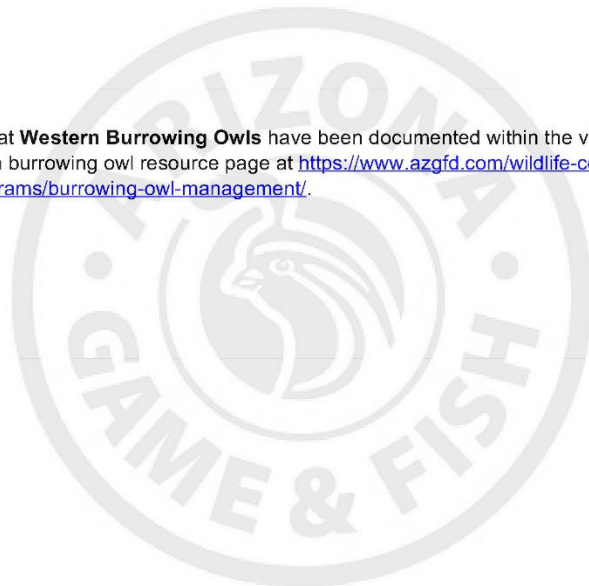 at Western Burrowing Owls have been documented within the v
burrowing owl resource page at https://www.azgfd.com/wildlife-c
rams/burrowing-owl-management/.
ARIZONA
GAME & FISH